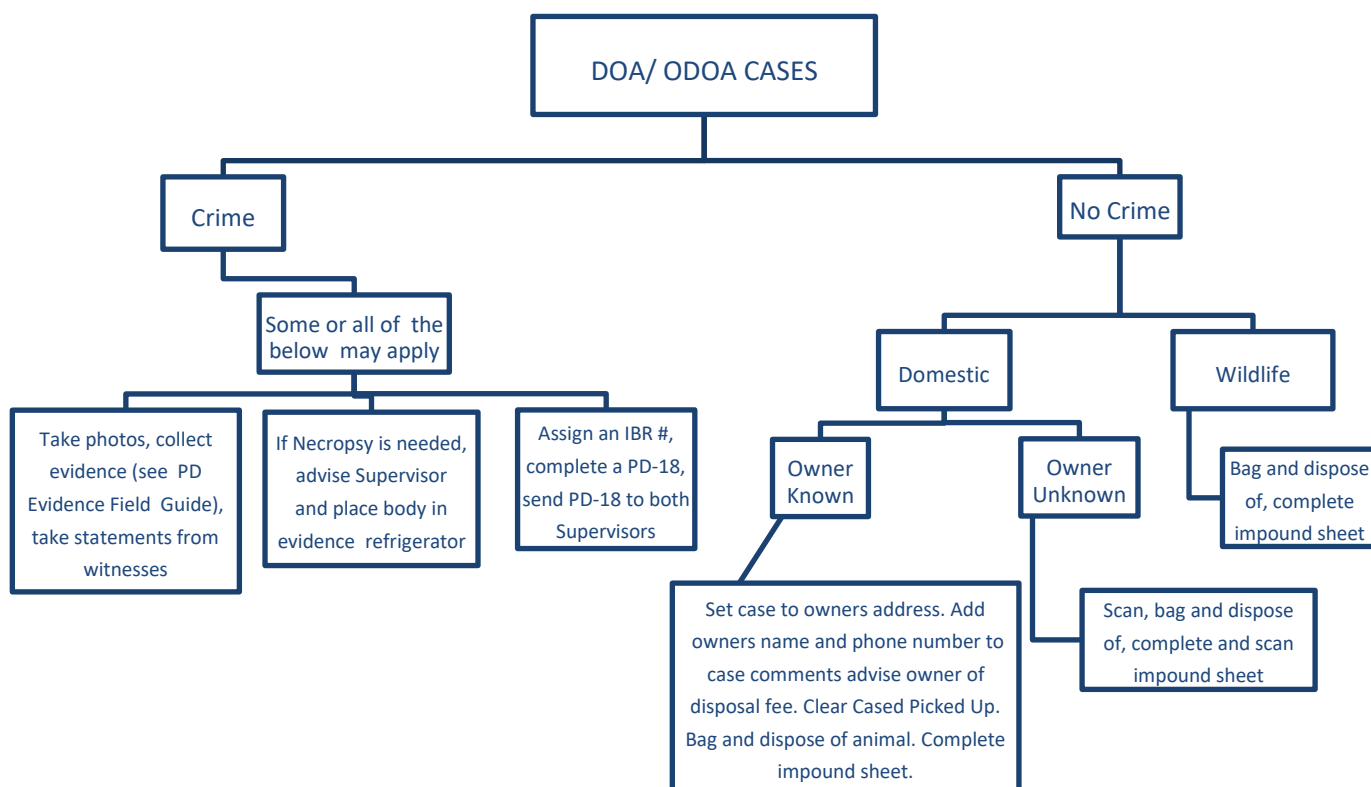 DOA/ ODOA CASES
Crime
No Crime
Some or all of the
below may apply
Domestic
Wildlife
Take photos, collect
evidence (see PD
Evidence Field Guide),
take statements from
witnesses
If Necropsy is needed,
advise Supervisor
and place body in
evidence refrigerator
Assign an IBR #,
complete a PD-18,
send PD-18 to both
Supervisors
Owner
Known
Owner
Unknown
Bag and dispose
of, complete
impound sheet
Set case to owners address. Add
owners name and phone number to
case comments advise owner of
disposal fee. Clear Cased Picked Up.
Bag and dispose of animal. Complete
impound sheet.
Scan, bag and dispose
of, complete and scan
impound sheet